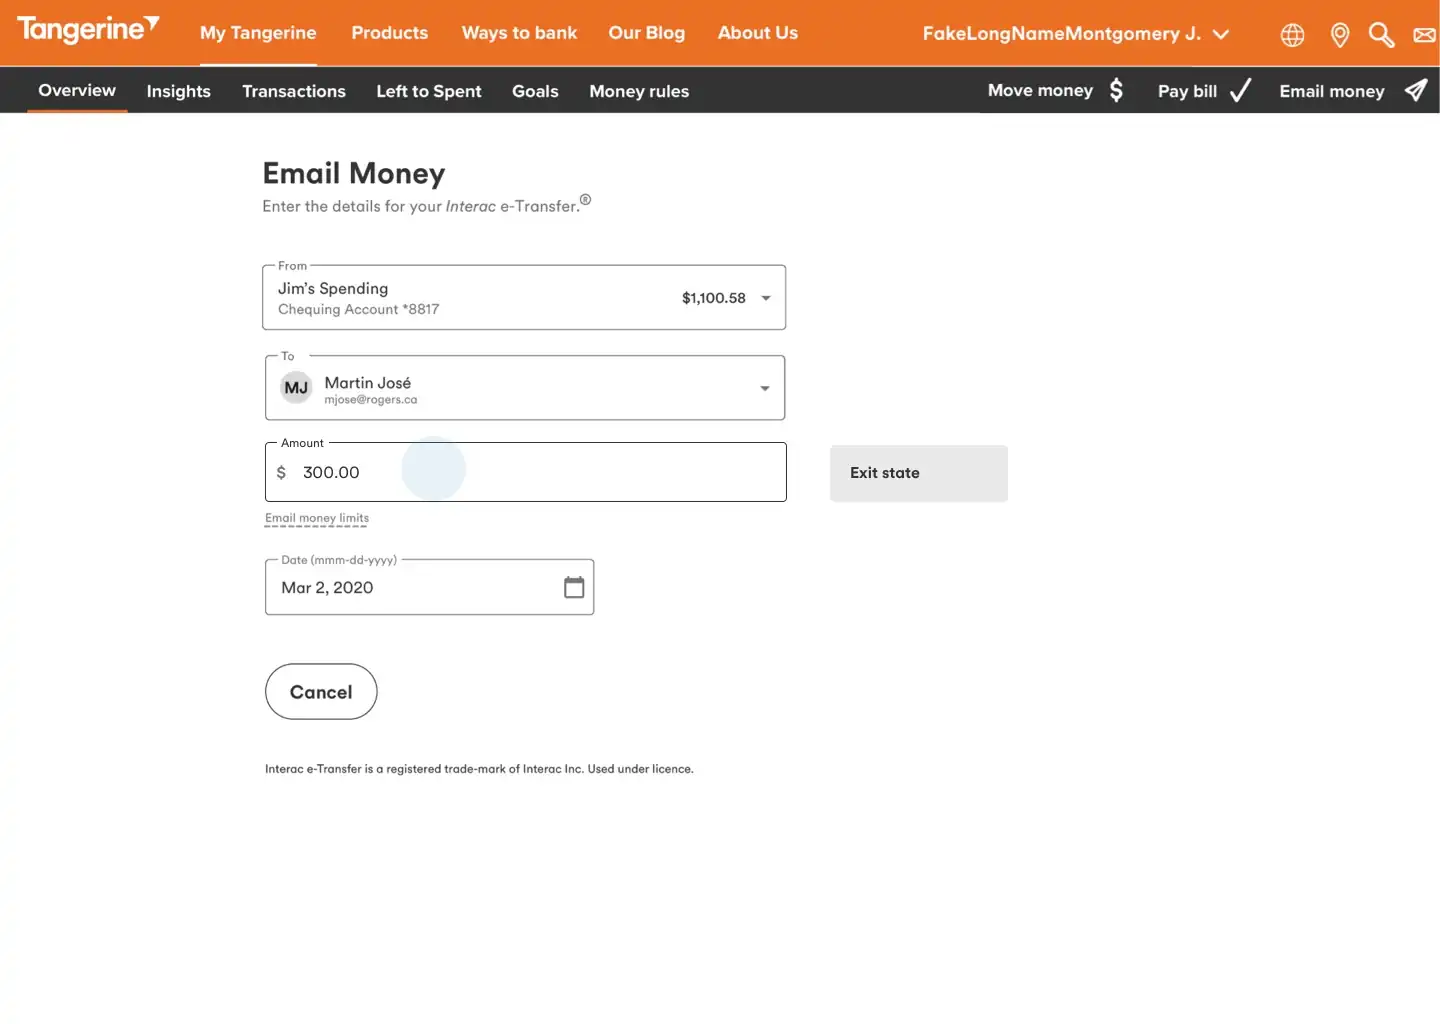 Tangerine
My Tangerine Products Ways to bank Our Blog About Us FakeLongNameMontgomery J.
Overview Insights Transactions Left to Spent Goals Money rules Move money $ Pay bill Email money
Email Money
Enter the details for your Interac e-Transfer.®
From
Jim’s Spending
Chequing Account *8817
$1,100.58
To
MJ
Martin José
mjose@rogers.ca
Amount
$ 300.00
Exit state
Email money limits
Date (mmm-dd-yyyy)
Mar 2, 2020
Cancel
Interac e-Transfer is a registered trade-mark of Interac Inc. Used under licence.